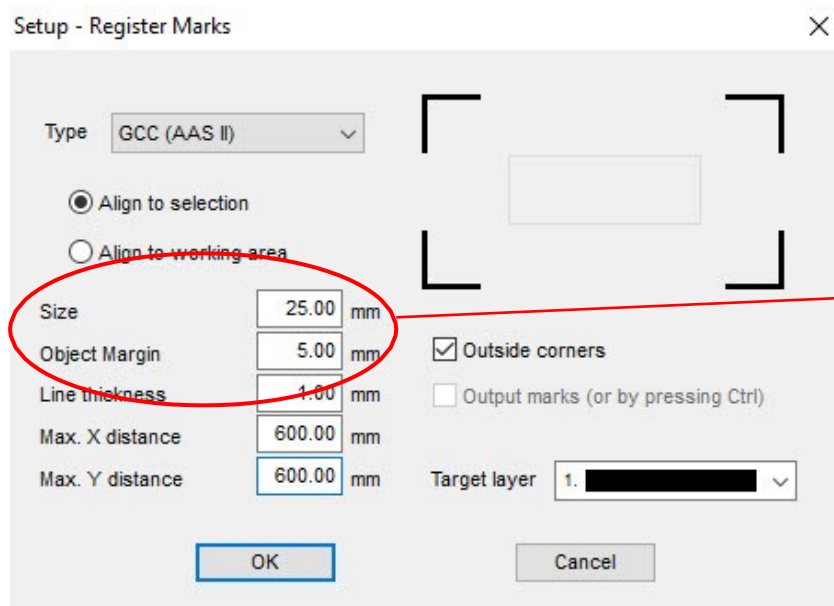 Setup - Register Marks
Type GCC (AAS II)
Align to selection
Align to working area
Size 25.00 mm
Object Margin 5.00 mm
Line thickness 1.00 mm
Max. X distance 600.00 mm
Max. Y distance 600.00 mm
Outside corners
Output marks (or by pressing Ctrl)
Target layer 1.
OK Cancel